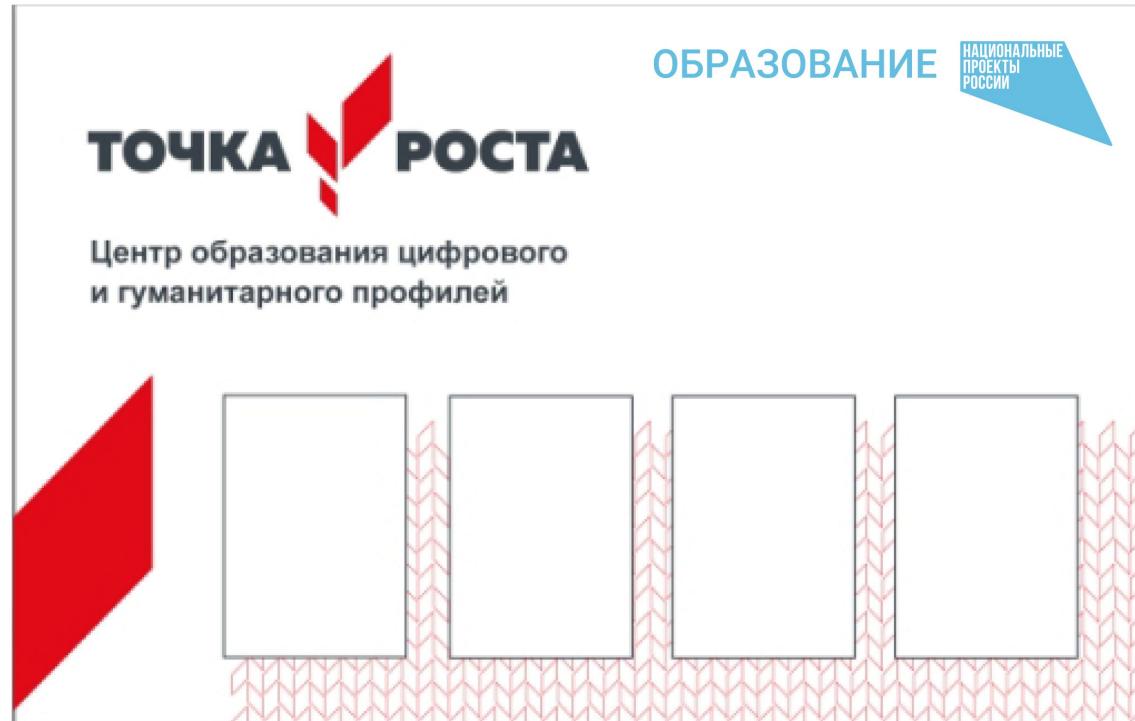 ОБРАЗОВАНИЕ
НАЦИОНАЛЬНЫЕ
ПРОЕКТЫ
РОССИИ
ТОЧКА РОСТА
Центр образования цифрового
и гуманитарного профилей